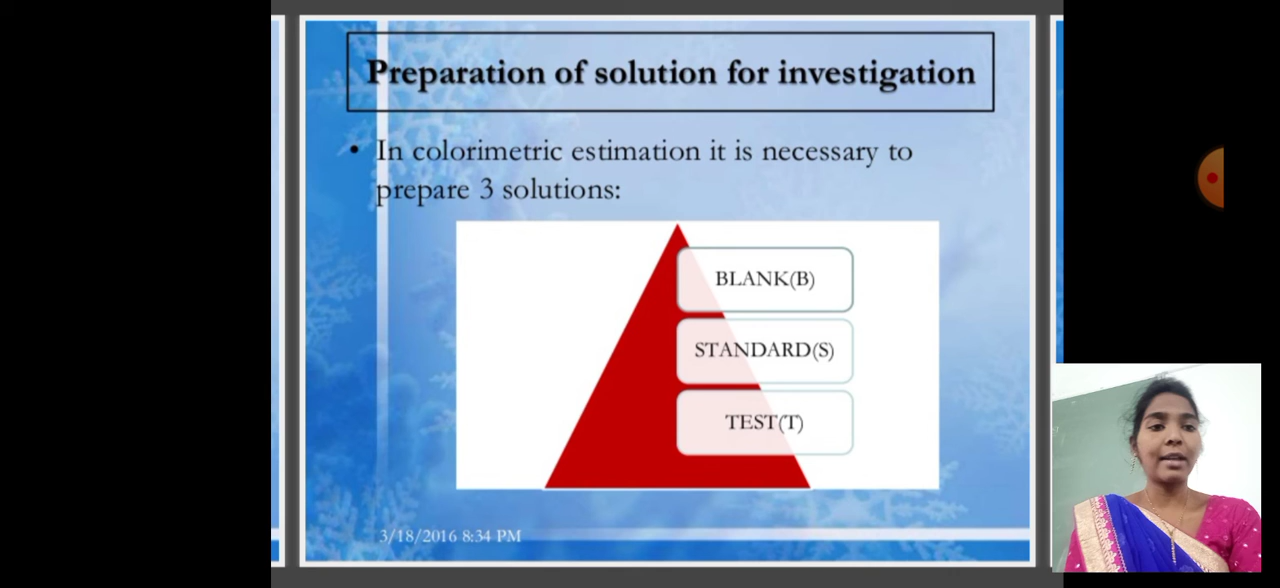 Preparation of solution for investigation
• In colorimetric estimation it is necessary to
prepare 3 solutions:
BLANK(B)
STANDARD(S)
TEST(T)
3/18/2016 8:34 PM